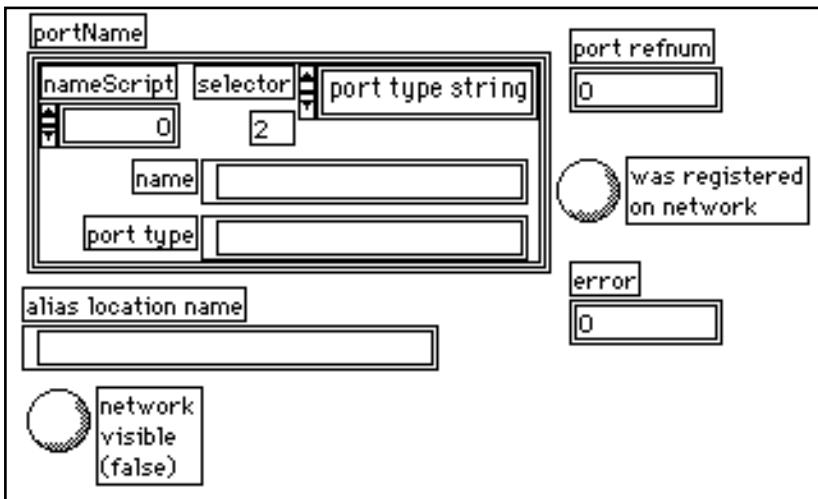 portName
nameScript
selector
port type string
0
2
name
port type
alias location name
network
visible
(false)
port refnum
0
was registered
on network
error
0